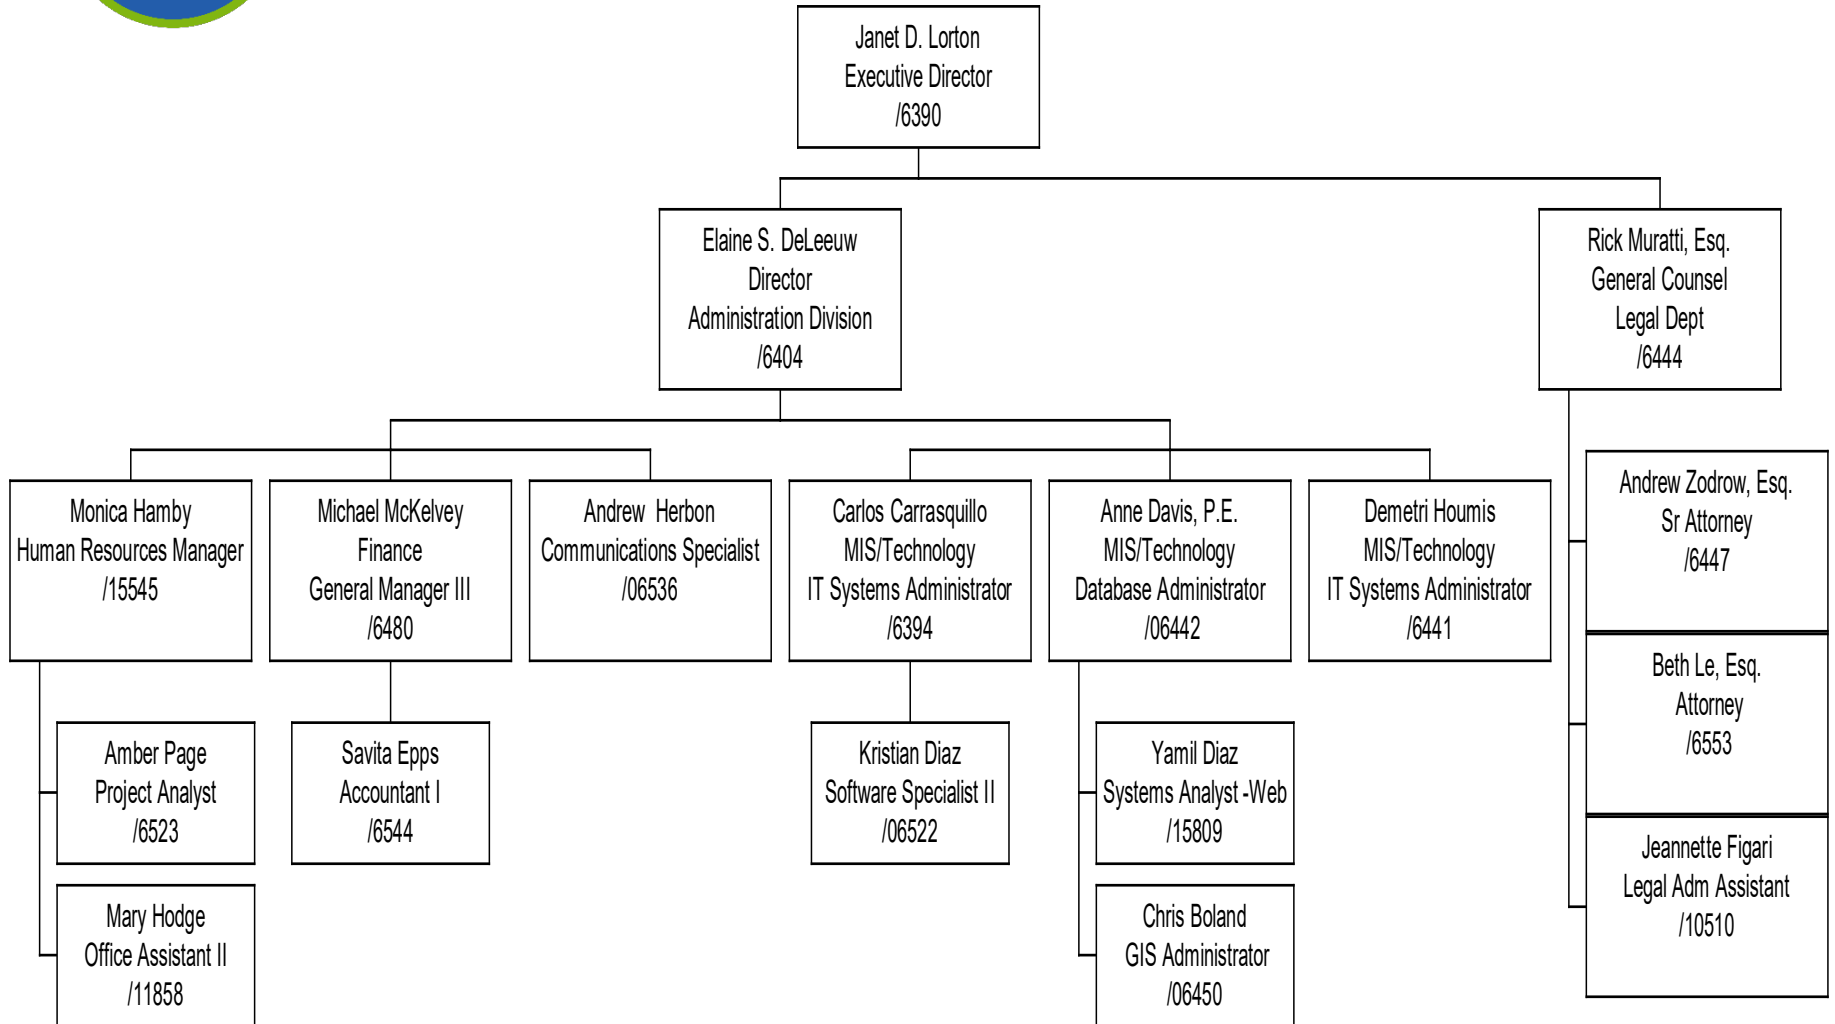 Janet D. Lorton
Executive Director
/6390
Elaine S. DeLeeuw
Director
Administration Division
/6404
Rick Muratti, Esq.
General Counsel
Legal Dept
/6444
Monica Hamby
Human Resources Manager
/15545
Michael McKelvey
Finance
General Manager III
/6480
Andrew Herbon
Communications Specialist
/06536
Carlos Carrasquillo
MIS/Technology
IT Systems Administrator
/6394
Anne Davis, P.E.
MIS/Technology
Database Administrator
/06442
Demetri Houmis
MIS/Technology
IT Systems Administrator
/6441
Andrew Zodrow, Esq.
Sr Attorney
/6447
Beth Le, Esq.
Attorney
/6553
Jeannette Figari
Legal Adm Assistant
/10510
Amber Page
Project Analyst
/6523
Mary Hodge
Office Assistant II
/11858
Savita Epps
Accountant I
/6544
Kristian Diaz
Software Specialist II
/06522
Yamil Diaz
Systems Analyst -Web
/15809
Chris Boland
GIS Administrator
/06450